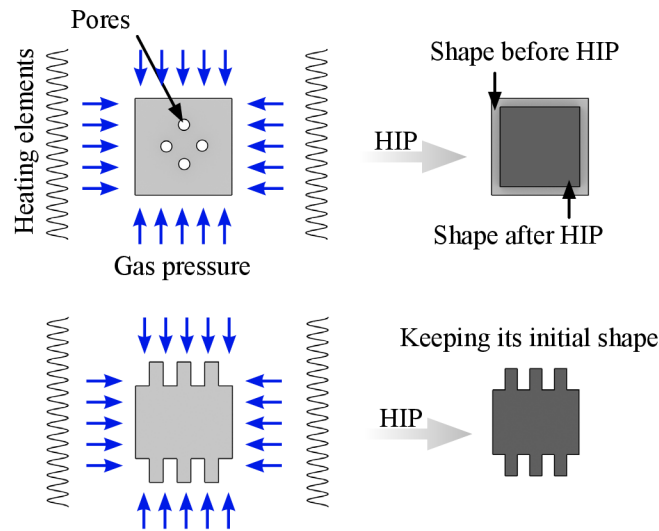 Pores
Heating elements
Gas pressure
HIP
Shape before HIP
Shape after HIP
HIP
Keeping its initial shape